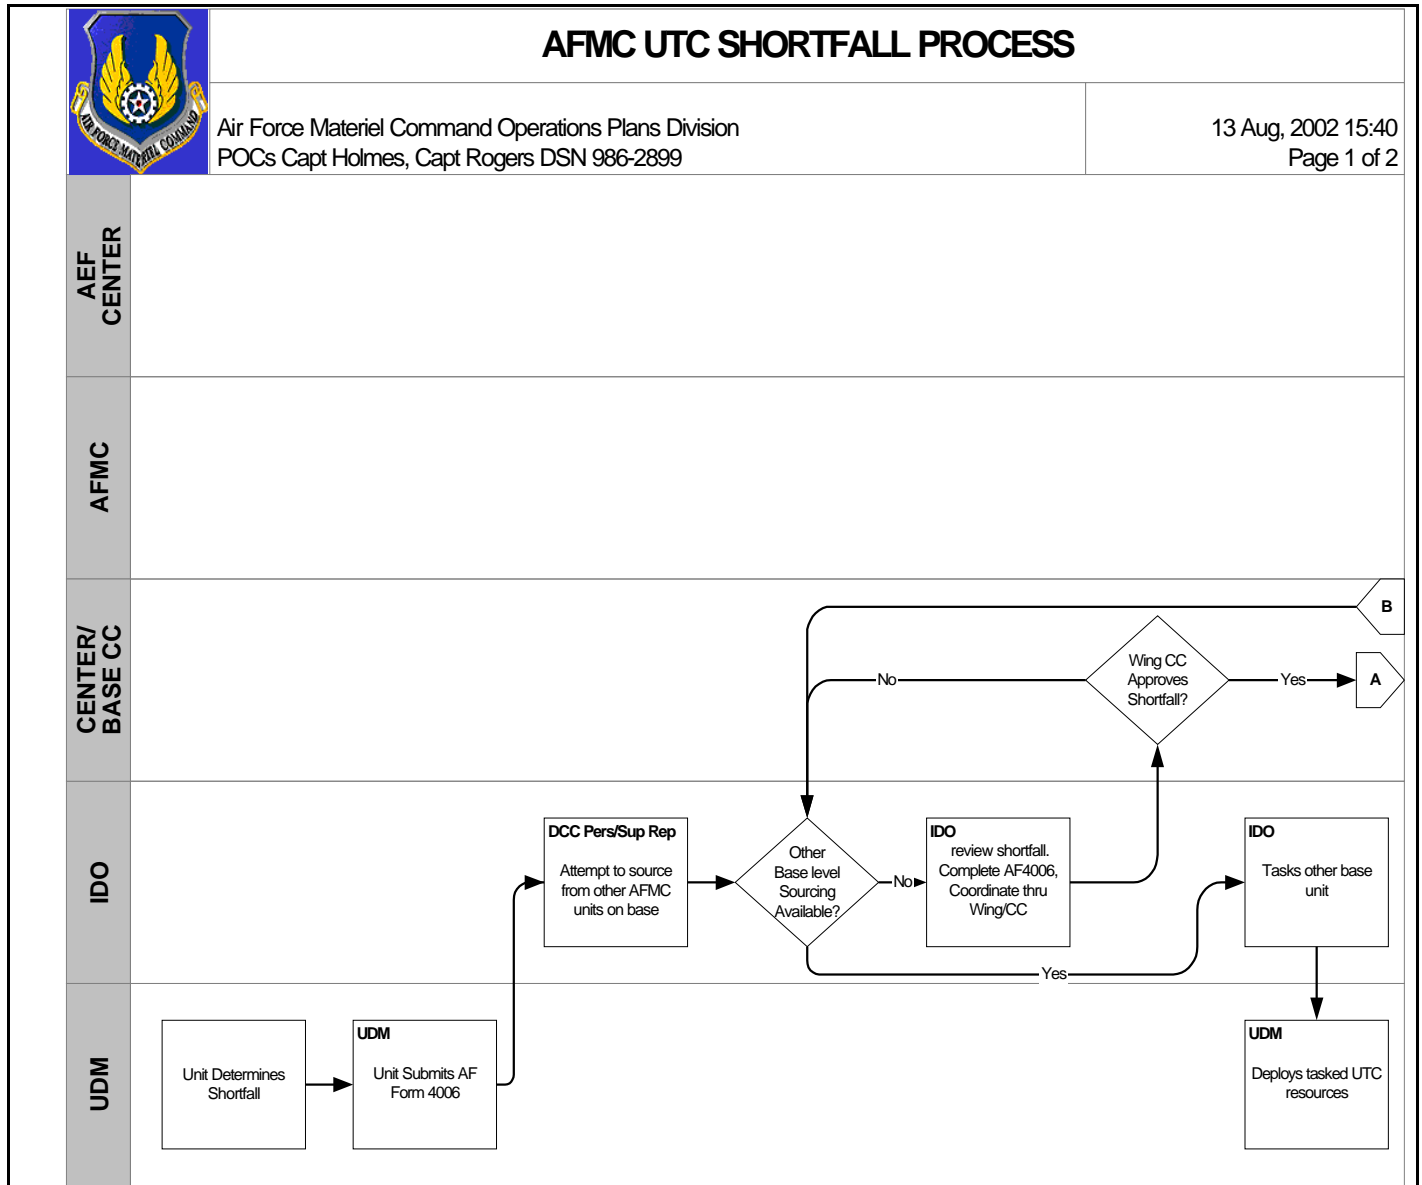 AFMC UTC SHORTFALL PROCESS
AIR FORCE MATERIEL COMMAND
Air Force Materiel Command Operations Plans Division
POCs Capt Holmes, Capt Rogers DSN 986-2899
13 Aug, 2002 15:40
Page 1 of 2
AEF
CENTER
AFMC
CENTER/
BASE CC
B
Wing CC
Approves
Shortfall?
No
Yes
A
IDO
DCC Pers/Sup Rep
Attempt to source
from other AFMC
units on base
Other
Base level
Sourcing
Available?
No
IDO
review shortfall.
Complete AF4006,
Coordinate thru
Wing/CC
IDO
Tasks other base
unit
Yes
UDM
Unit Determines
Shortfall
UDM
Unit Submits AF
Form 4006
UDM
Deploys tasked UTC
resources